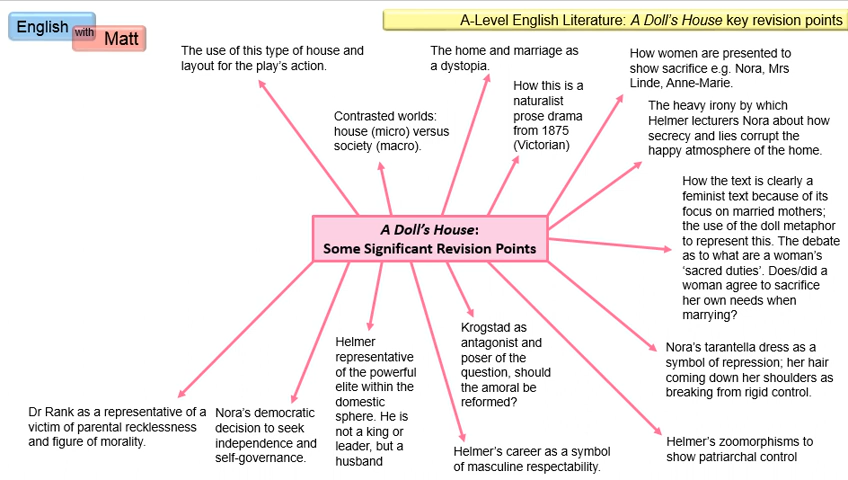 English
with
Matt
A-Level English Literature: A Doll's House key revision points
The use of this type of house and
layout for the play's action.
The home and marriage as
a dystopia.
How women are presented to
show sacrifice e.g. Nora, Mrs
Linde, Anne-Marie.
Contrasted worlds:
house (micro) versus
society (macro).
How this is a
naturalist
prose drama
from 1875
(Victorian)
The heavy irony by which
Helmer lecturers Nora about how
secrecy and lies corrupt the
happy atmosphere of the home.
How the text is clearly a
feminist text because of its
focus on married mothers;
the use of the doll metaphor
to represent this. The debate
as to what are a woman's
'sacred duties'. Does/did a
woman agree to sacrifice
her own needs when
marrying?
A Doll's House:
Some Significant Revision Points
Dr Rank as a representative of a
victim of parental recklessness
and figure of morality.
Nora's democratic
decision to seek
independence and
self-governance.
Helmer
representative
of the powerful
elite within the
domestic
sphere. He is
not a king or
leader, but a
husband
Krogstad as
antagonist and
poser of the
question, should
the amoral be
reformed?
Helmer's career as a symbol
of masculine respectability.
Nora's tarantella dress as a
symbol of repression; her hair
coming down her shoulders as
breaking from rigid control.
Helmer's zoomorphisms to
show patriarchal control